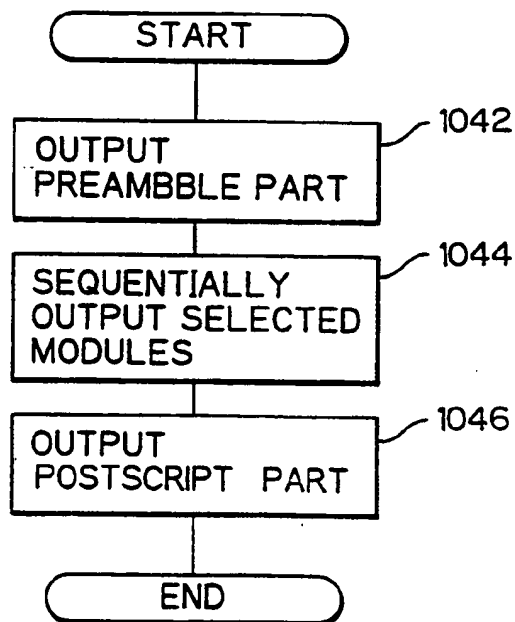 START
1042
OUTPUT
PREAMBBLE PART
1044
SEQUENTIALLY
OUTPUT SELECTED
MODULES
1046
OUTPUT
POSTSCRIPT PART
END